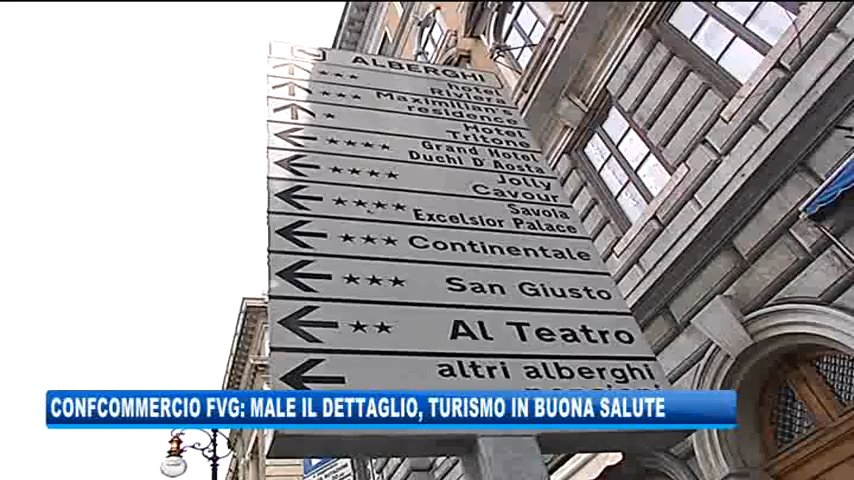 ALBERGHI
hotel
Riviera
Maximilian's
residence
Hotel
Tritone
Grand Hotel
Duchi D'Aosta
Jolly
Cavour
Savoia
Excelsior Palace
Continentale
San Giusto
Al Teatro
altri alberghi
CONFCOMMERCIO FVG: MALE IL DETTAGLIO, TURISMO IN BUONA SALUTE